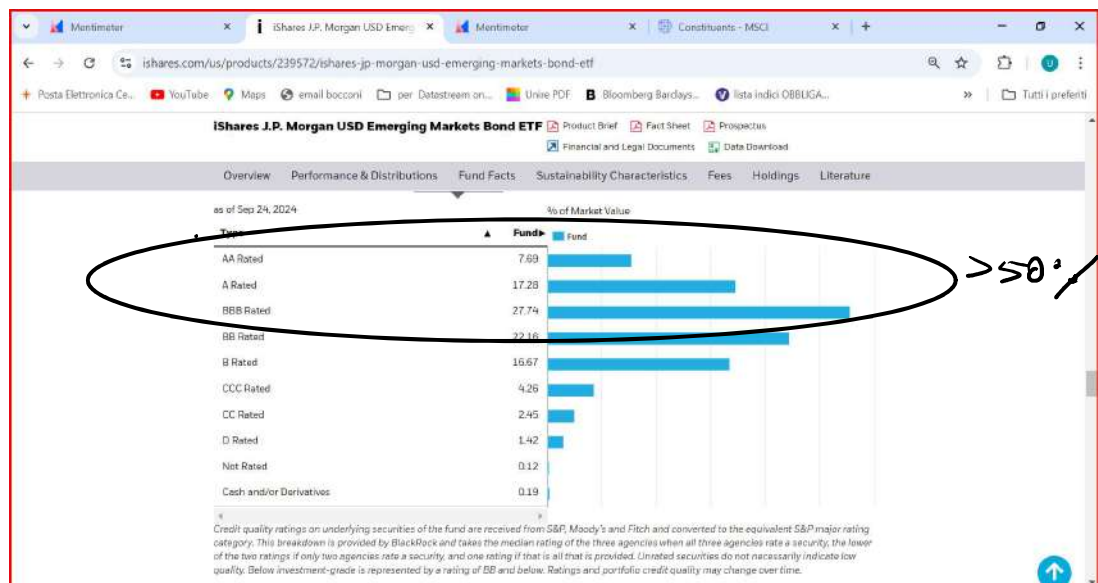 Mentimeter
iShares J.P. Morgan USD Emerg
Mentimeter
Constituents - MSCI
ishares.com/us/products/239572/ishares-jp-morgan-usd-emerging-markets-bond-etf
Posta Elettronica Ce... YouTube Maps email bocconi per Datastream on... Unire PDF Bloomberg Barclays... lista indici OBBLIGA... » Tutti i preferiti
iShares J.P. Morgan USD Emerging Markets Bond ETF Product Brief Fact Sheet Prospectus
Financial and Legal Documents Data Download
Overview Performance & Distributions Fund Facts Sustainability Characteristics Fees Holdings Literature
as of Sep 24, 2024 % of Market Value
Type Fund Fund
AA Rated 7.69
A Rated 17.28
>50%
BBB Rated 27.74
BB Rated 22.16
B Rated 16.67
CCC Rated 4.26
CC Rated 2.45
D Rated 1.42
Not Rated 0.12
Cash and/or Derivatives 0.19
Credit quality ratings on underlying securities of the fund are received from S&P, Moody's and Fitch and converted to the equivalent S&P major rating
category. This breakdown is provided by BlackRock and takes the median rating of the three agencies when all three agencies rate a security, the lower
of the two ratings if only two agencies rate a security, and one rating if that is all that is provided. Unrated securities do not necessarily indicate low
quality. Below investment-grade is represented by a rating of BB and below. Ratings and portfolio credit quality may change over time.